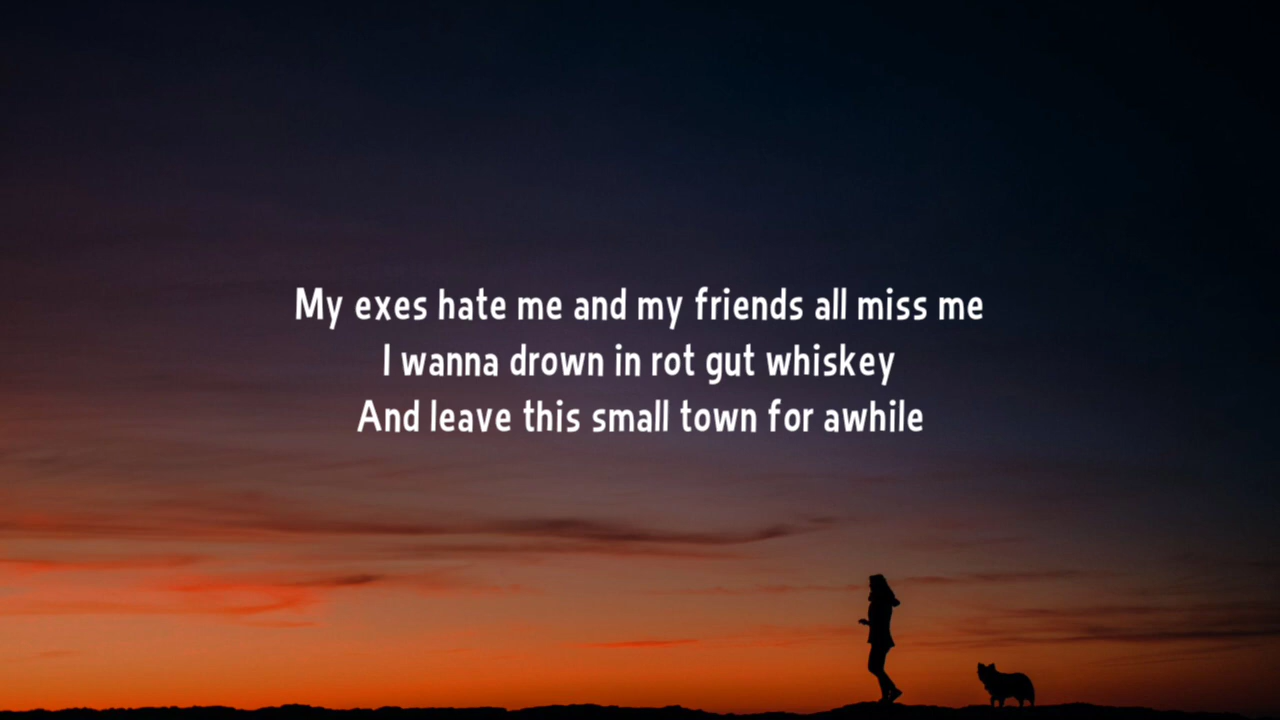 My exes hate me and my friends all miss me
I wanna drown in rot gut whiskey
And leave this small town for awhile